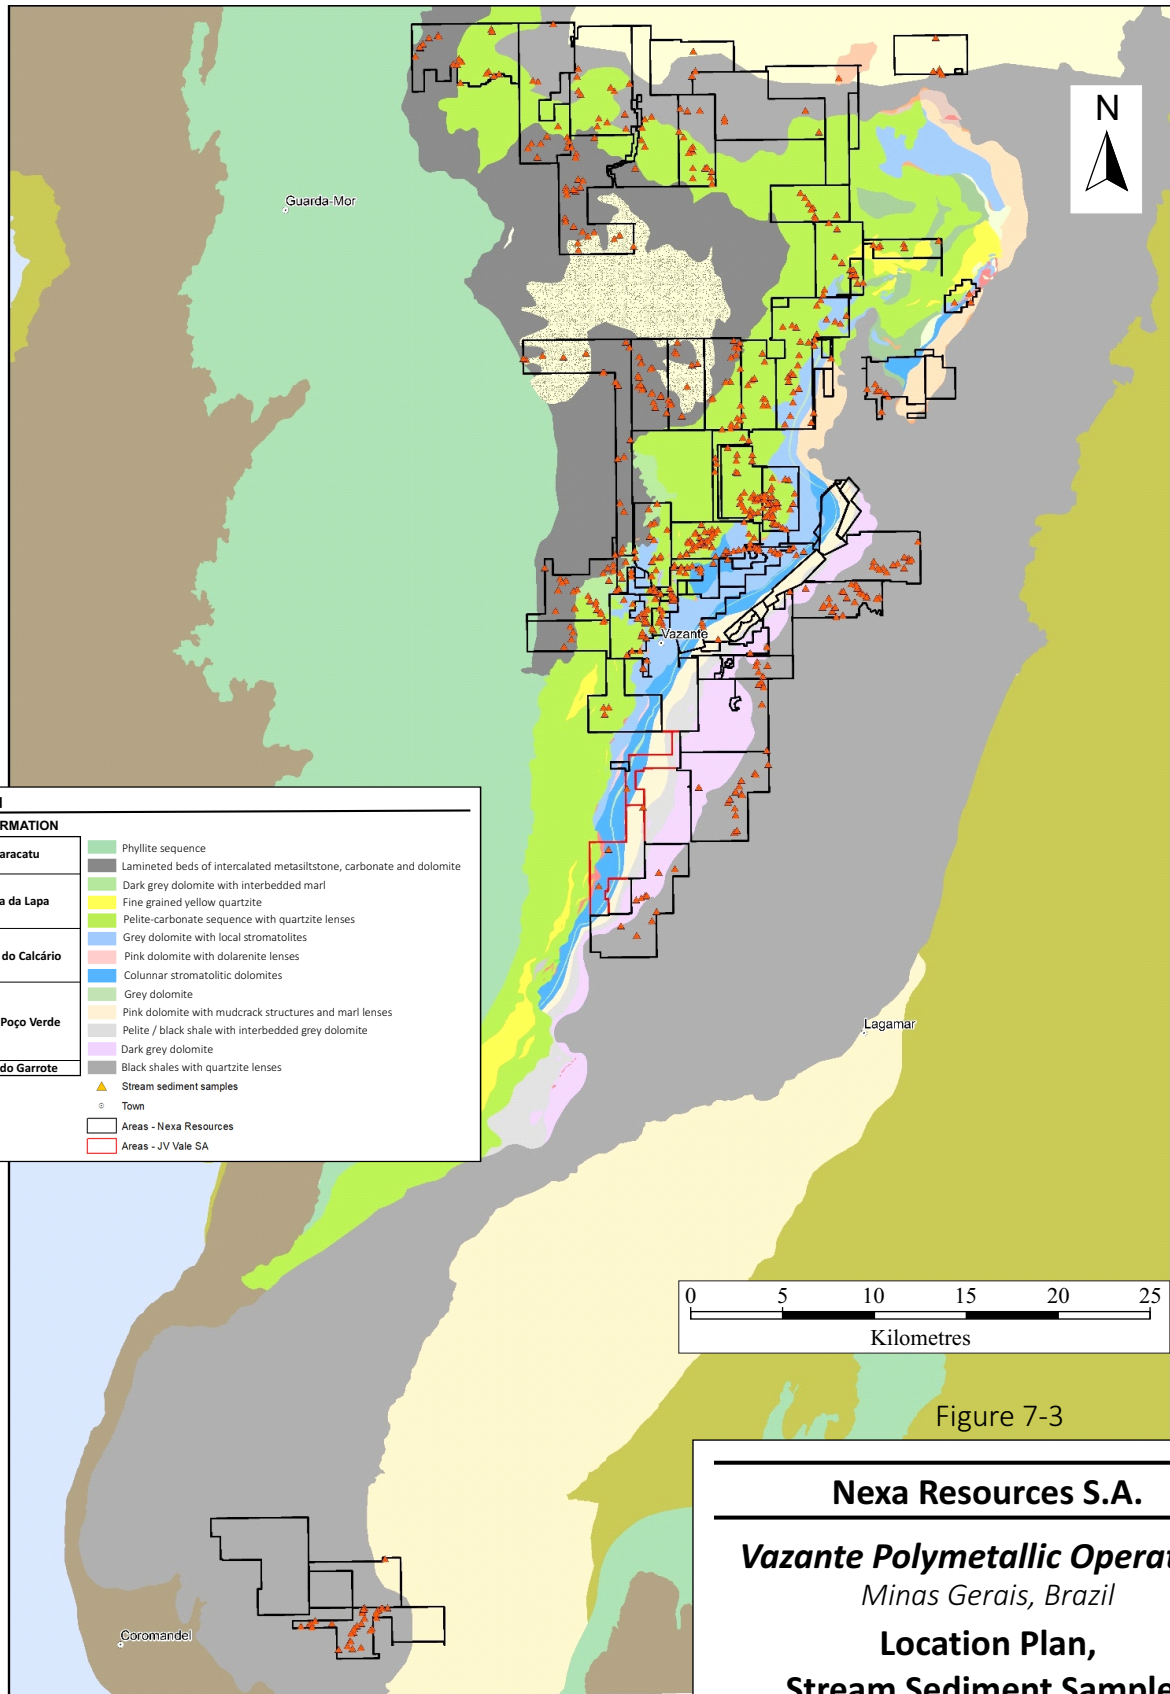 N
Guarda-Mor
Vazante
RMATION
aracatu
a da Lapa
do Calcário
Poço Verde
do Garrote
Phyllite sequence
Lamineted beds of intercalated metasiltstone, carbonate and dolomite
Dark grey dolomite with interbedded marl
Fine grained yellow quartzite
Pelite-carbonate sequence with quartzite lenses
Grey dolomite with local stromatolites
Pink dolomite with dolarenite lenses
Colunnar stromatolitic dolomites
Grey dolomite
Pink dolomite with mudcrack structures and marl lenses
Pelite / black shale with interbedded grey dolomite
Dark grey dolomite
Black shales with quartzite lenses
Stream sediment samples
Town
Areas - Nexa Resources
Areas - JV Vale SA
Lagamar
0 5 10 15 20 25
Kilometres
Figure 7-3
Nexa Resources S.A.
Vazante Polymetallic Operat
Minas Gerais, Brazil
Location Plan,
Stream Sediment Sample
Coromandel